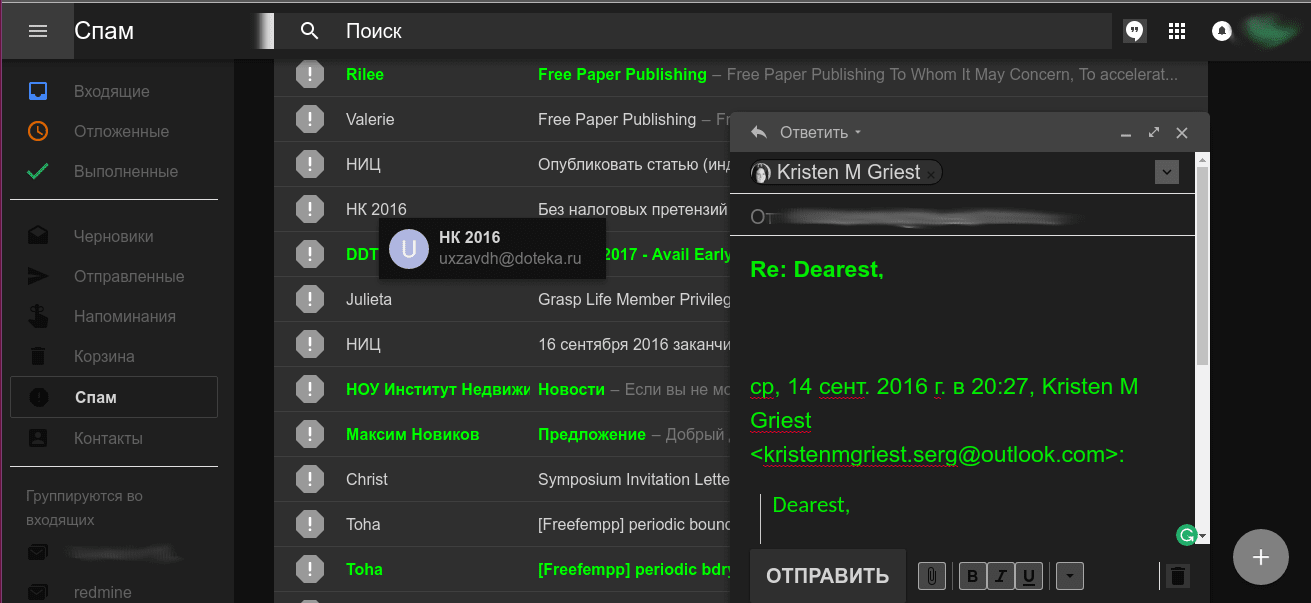 Спам
Поиск
Входящие
Отложенные
Выполненные
Черновики
Отправленные
Напоминания
Корзина
Спам
Контакты
Группируются во
входящих
redmine
Rilee Free Paper Publishing – Free Paper Publishing To Whom It May Concern, To accelerat...
Valerie Free Paper Publishing – Fr
НИЦ Опубликовать статью (инд
НК 2016 Без налоговых претензий
DDT 2017 - Avail Early
U НК 2016
uxzavdh@doteka.ru
Julieta Grasp Life Member Privileg
НИЦ 16 сентября 2016 заканчи
НОУ Институт Недвижи Новости – Если вы не мо
Максим Новиков Предложение – Добрый
Christ Symposium Invitation Lette
Toha [Freefempp] periodic bound
Toha [Freefempp] periodic bdry
Ответить
Kristen M Griest ×
От
Re: Dearest,
ср, 14 сент. 2016 г. в 20:27, Kristen M
Griest
<kristenmgriest.serg@outlook.com>:
Dearest,
ОТПРАВИТЬ B I U